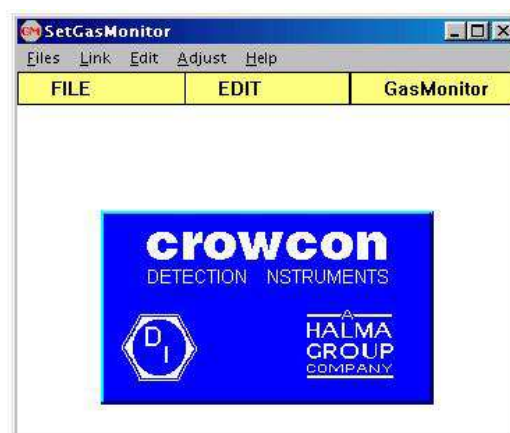 SetGasMonitor
Files Link Edit Adjust Help
FILE EDIT GasMonitor
crowcon
DETECTION NSTRUMENTS
D I
A
HALMA
GROUP
COMPANY